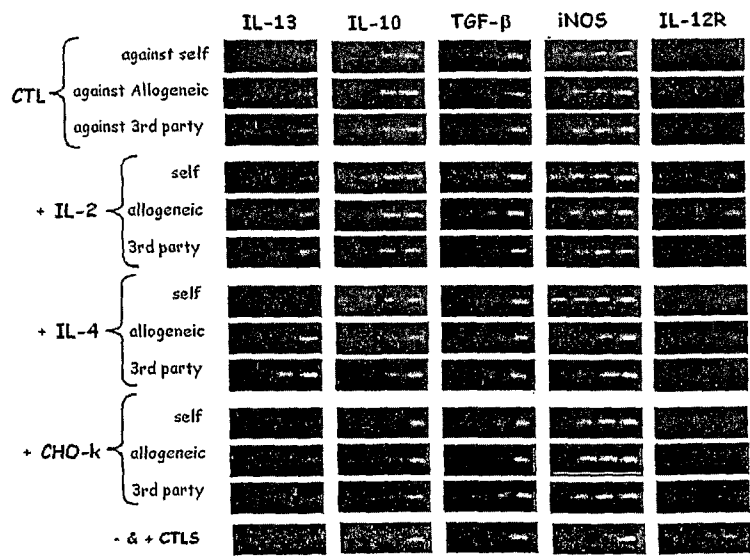 IL-13 IL-10 TGF-β iNOS IL-12R
against self
CTL against Allogeneic
against 3rd party
self
+ IL-2 allogeneic
3rd party
self
+ IL-4 allogeneic
3rd party
self
+ CHO-k allogeneic
3rd party
- & + CTLS